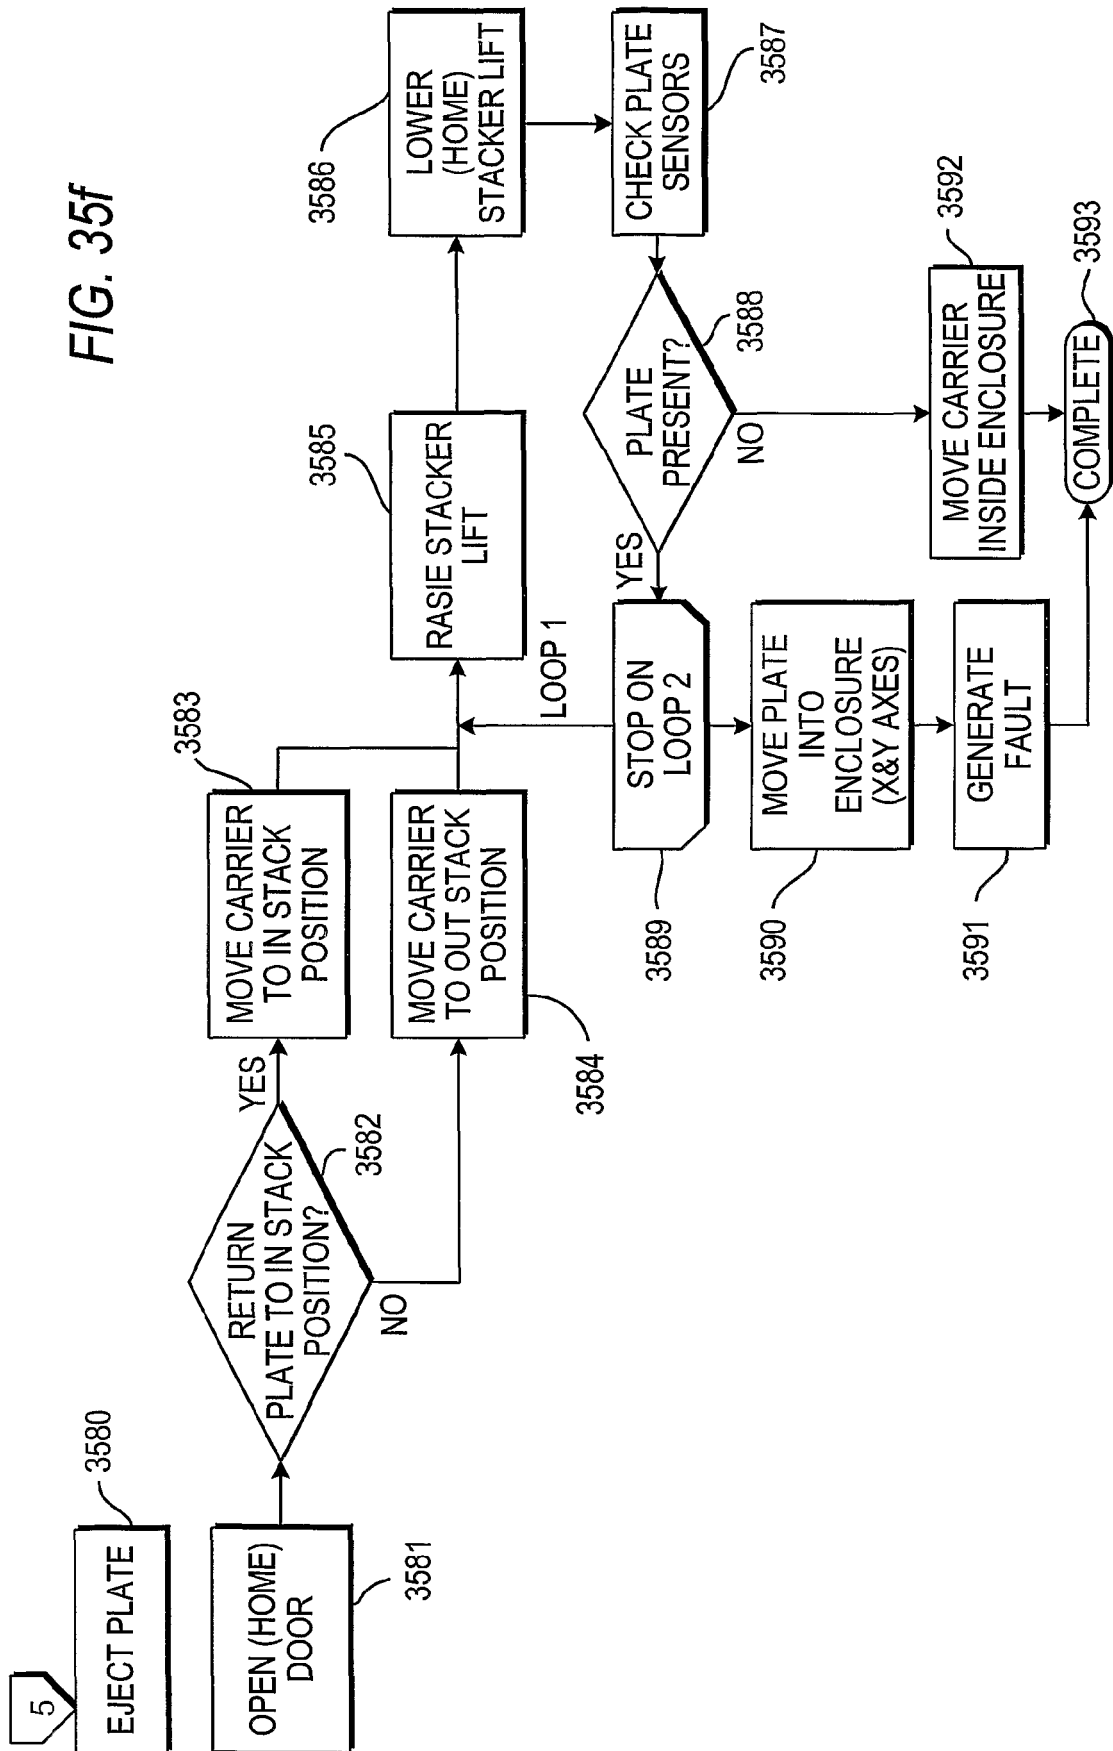 FIG. 35f
5
EJECT PLATE
3580
OPEN (HOME)
DOOR
3581
RETURN
PLATE TO IN STACK
POSITION?
3582
YES
NO
MOVE CARRIER
TO IN STACK
POSITION
3583
MOVE CARRIER
TO OUT STACK
POSITION
3584
RASIE STACKER
LIFT
3585
LOWER
(HOME)
STACKER LIFT
3586
CHECK PLATE
SENSORS
3587
PLATE
PRESENT?
3588
YES
NO
LOOP 1
STOP ON
LOOP 2
3589
MOVE PLATE
INTO
ENCLOSURE
(X&Y AXES)
3590
GENERATE
FAULT
3591
MOVE CARRIER
INSIDE ENCLOSURE
3592
COMPLETE
3593